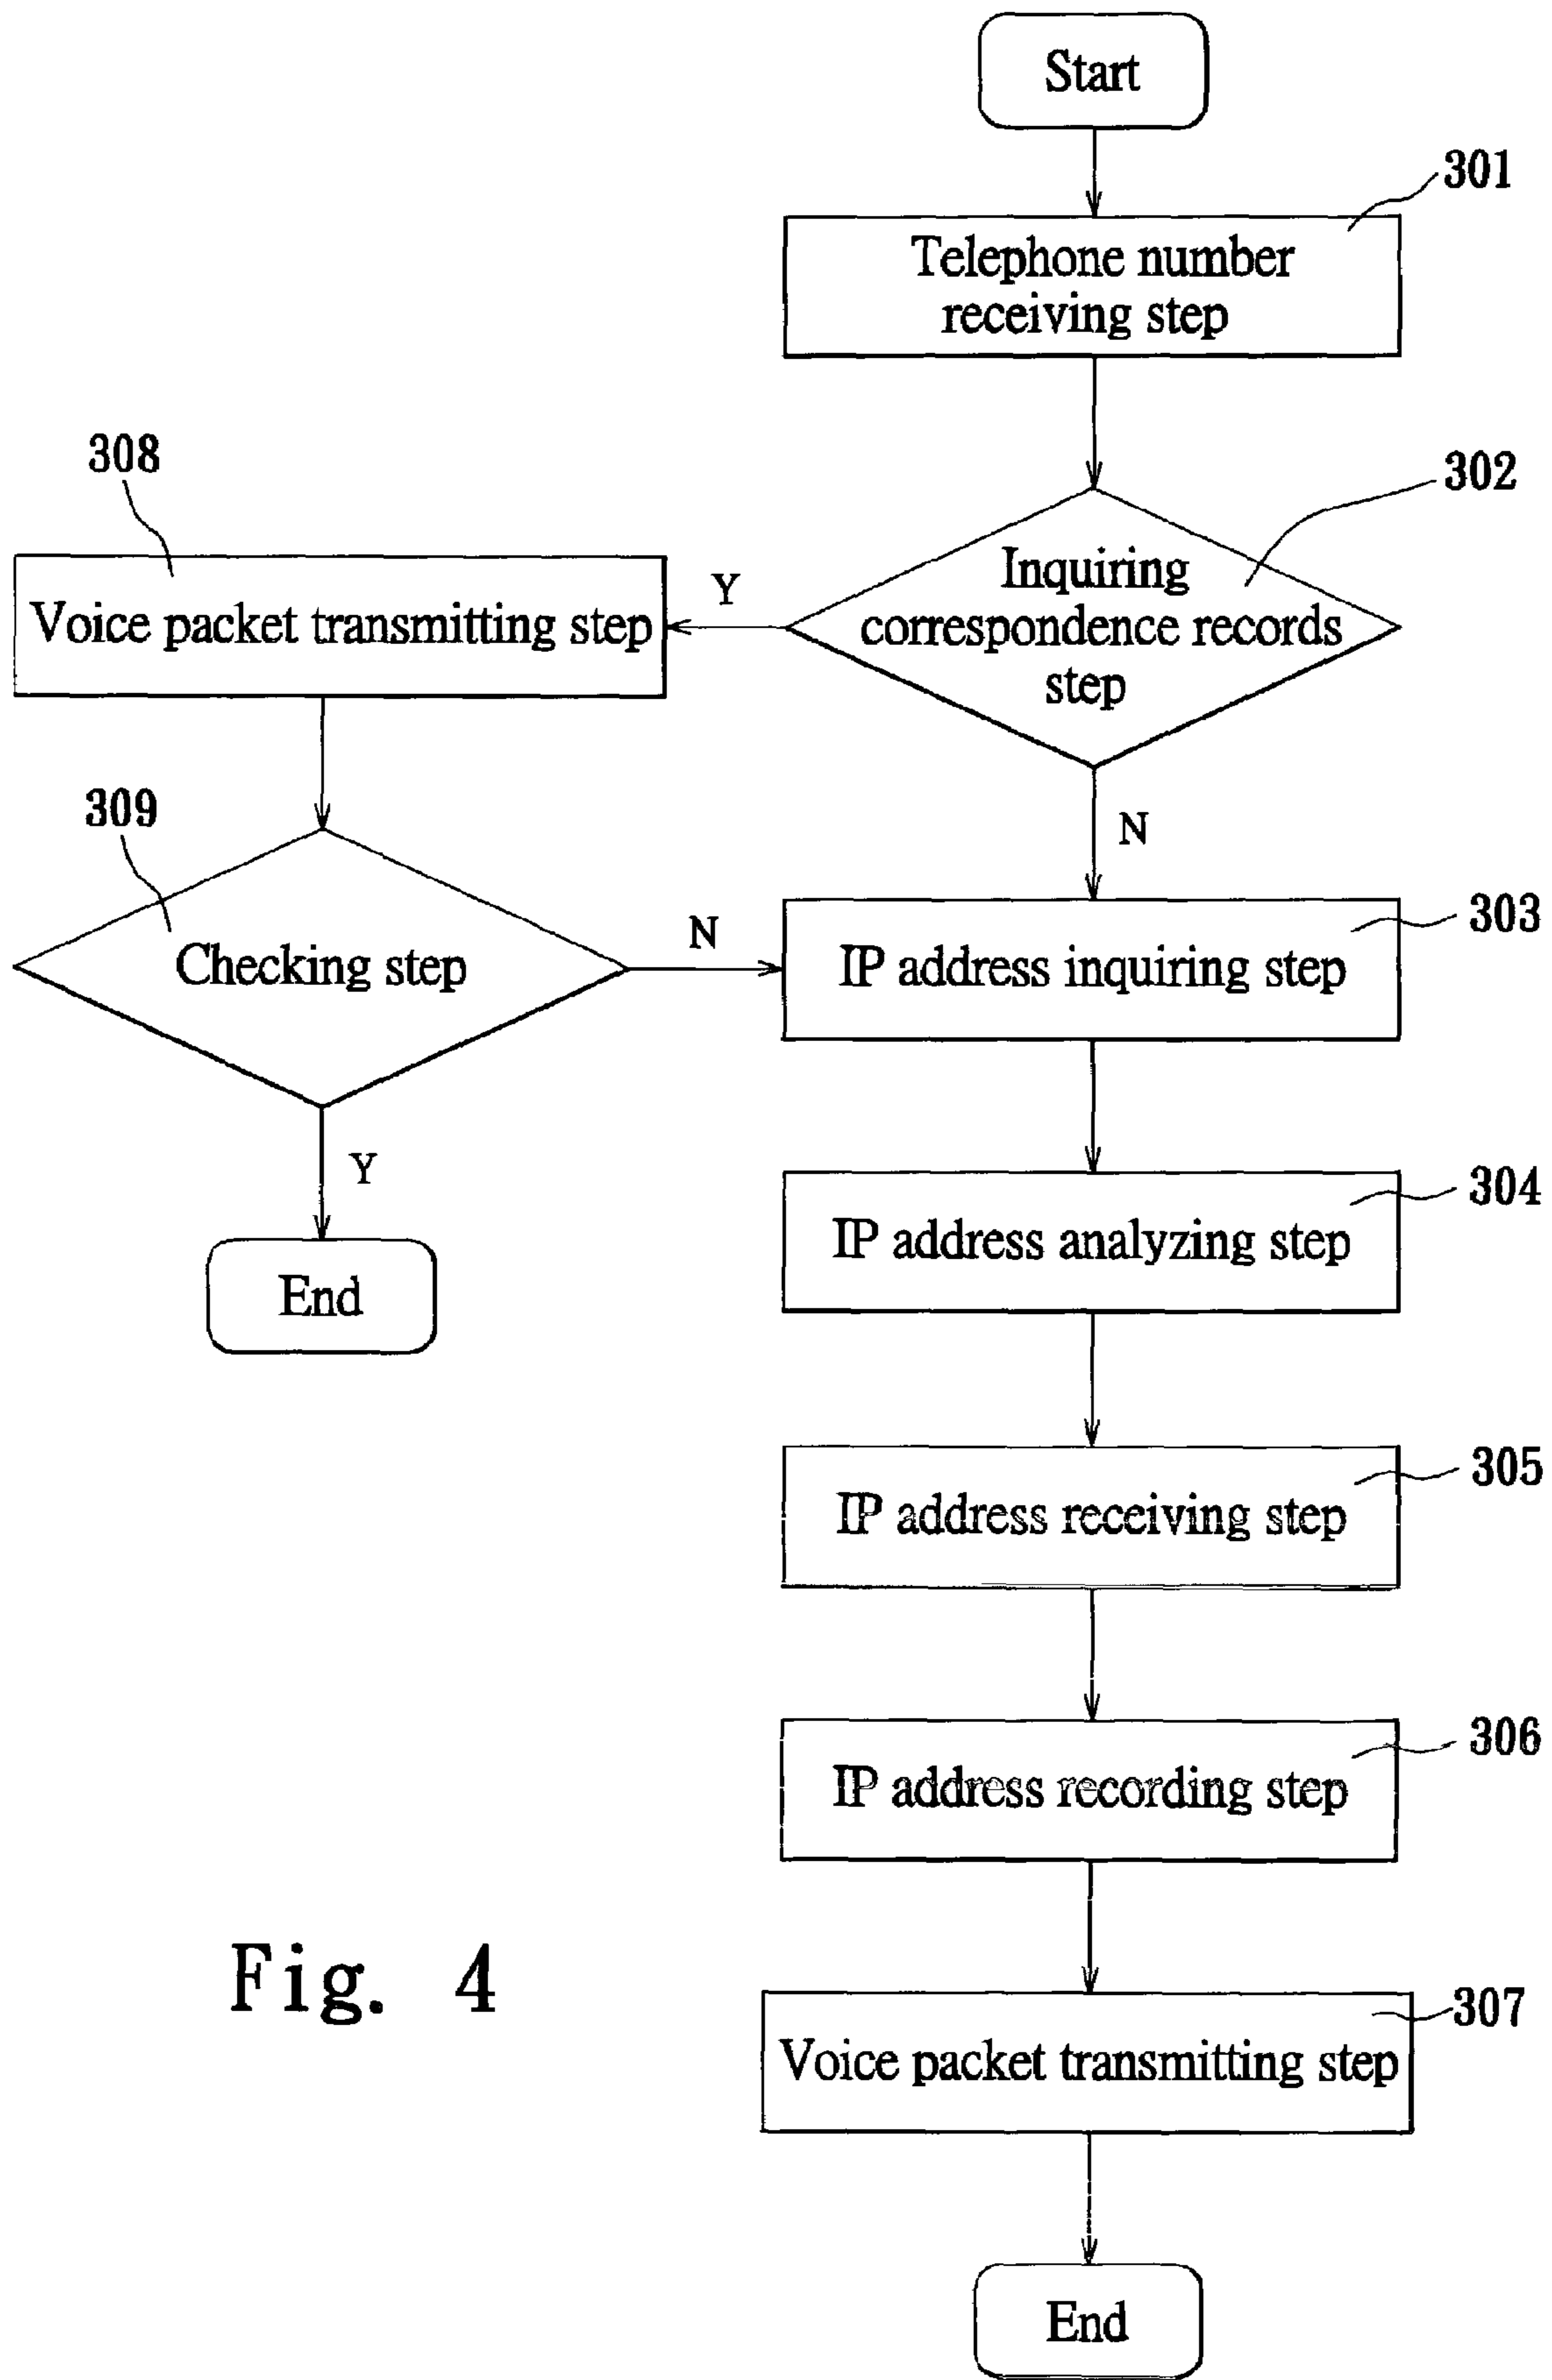 Start
301
Telephone number
receiving step
302
Inquiring
correspondence records
step
Y
308
Voice packet transmitting step
N
309
Checking step
N
303
IP address inquiring step
Y
End
304
IP address analyzing step
305
IP address receiving step
306
IP address recording step
307
Voice packet transmitting step
End
Fig. 4